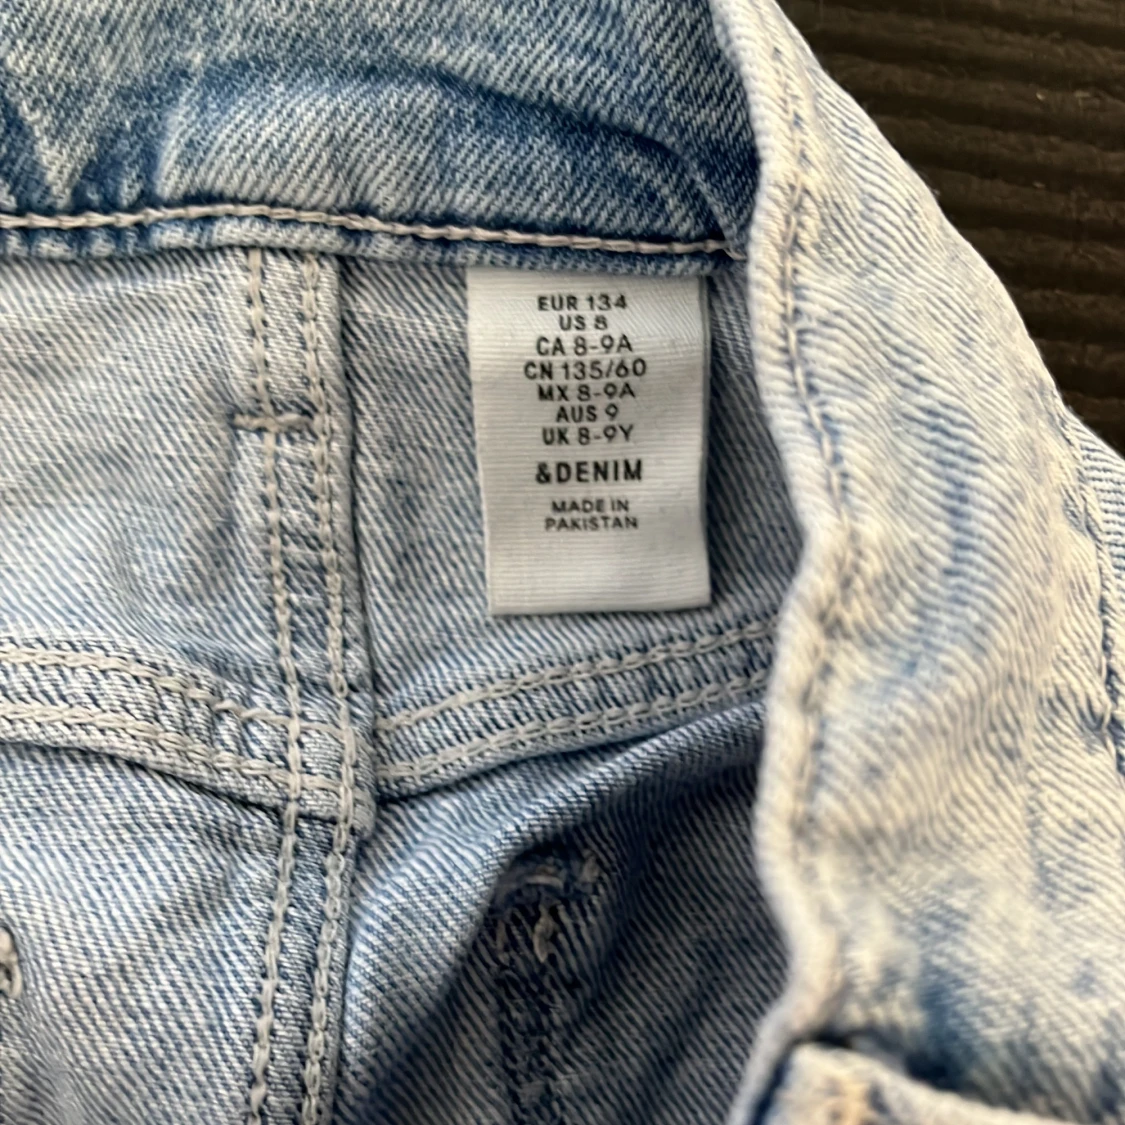 EUR 134
US 8
CA 8-9A
CN 135/60
MX 8-9A
AUS 9
UK 8-9Y
&DENIM
MADE IN
PAKISTAN